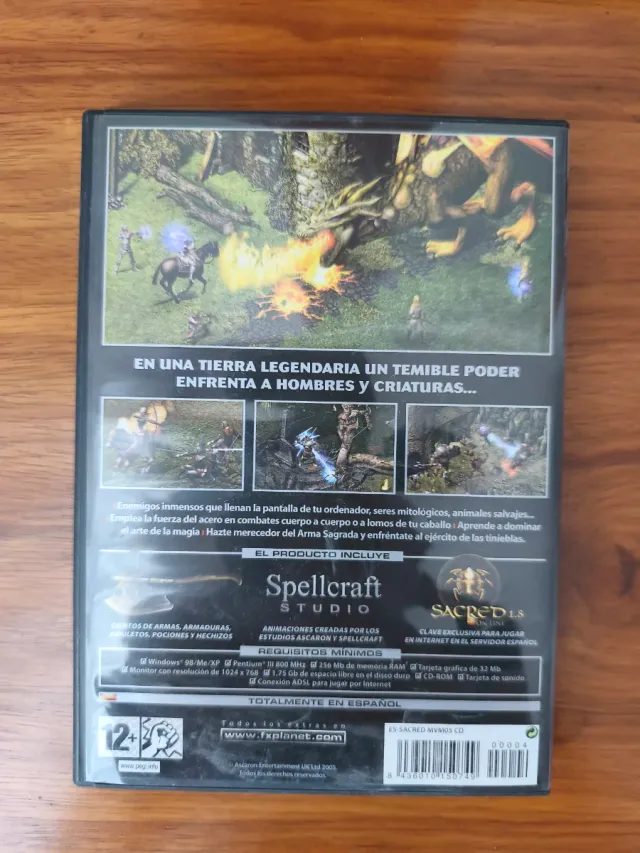 EN UNA TIERRA LEGENDARIA UN TEMIBLE PODER
ENFRENTA A HOMBRES Y CRIATURAS...
Enemigos inmensos que llenan la pantalla de tu ordenador, seres mitológicos, animales salvajes...
Emplea la fuerza del acero en combates cuerpo a cuerpo o a lomos de tu caballo | Aprende a dominar
el arte de la magia | Hazte merecedor del Arma Sagrada y enfréntate al ejército de las tinieblas.
EL PRODUCTO INCLUYE
Spellcraft
STUDIO
SACRED 1.8
ON LINE
CIENTOS DE ARMAS, ARMADURAS,
AMULETOS, POCIONES Y HECHIZOS
ANIMACIONES CREADAS POR LOS
ESTUDIOS ASCARON Y SPELLCRAFT
CLAVE EXCLUSIVA PARA JUGAR
EN INTERNET EN EL SERVIDOR ESPAÑOL
REQUISITOS MÍNIMOS
Windows 98/Me/XP Pentium III 800 MHz 256 Mb de memoria RAM Tarjeta gráfica de 32 Mb
Monitor con resolución de 1024 x 768 1,75 Gb de espacio libre en el disco duro CD-ROM Tarjeta de sonido
Conexión ADSL para jugar por Internet
TOTALMENTE EN ESPAÑOL
12+
www.pegi.info
Todos los extras en
www.fxplanet.com
Ascaron Entertainment UK Ltd 2005
Todos los derechos reservados.
ES-SACRED-MVM05 CD
00004
8 436010 150749